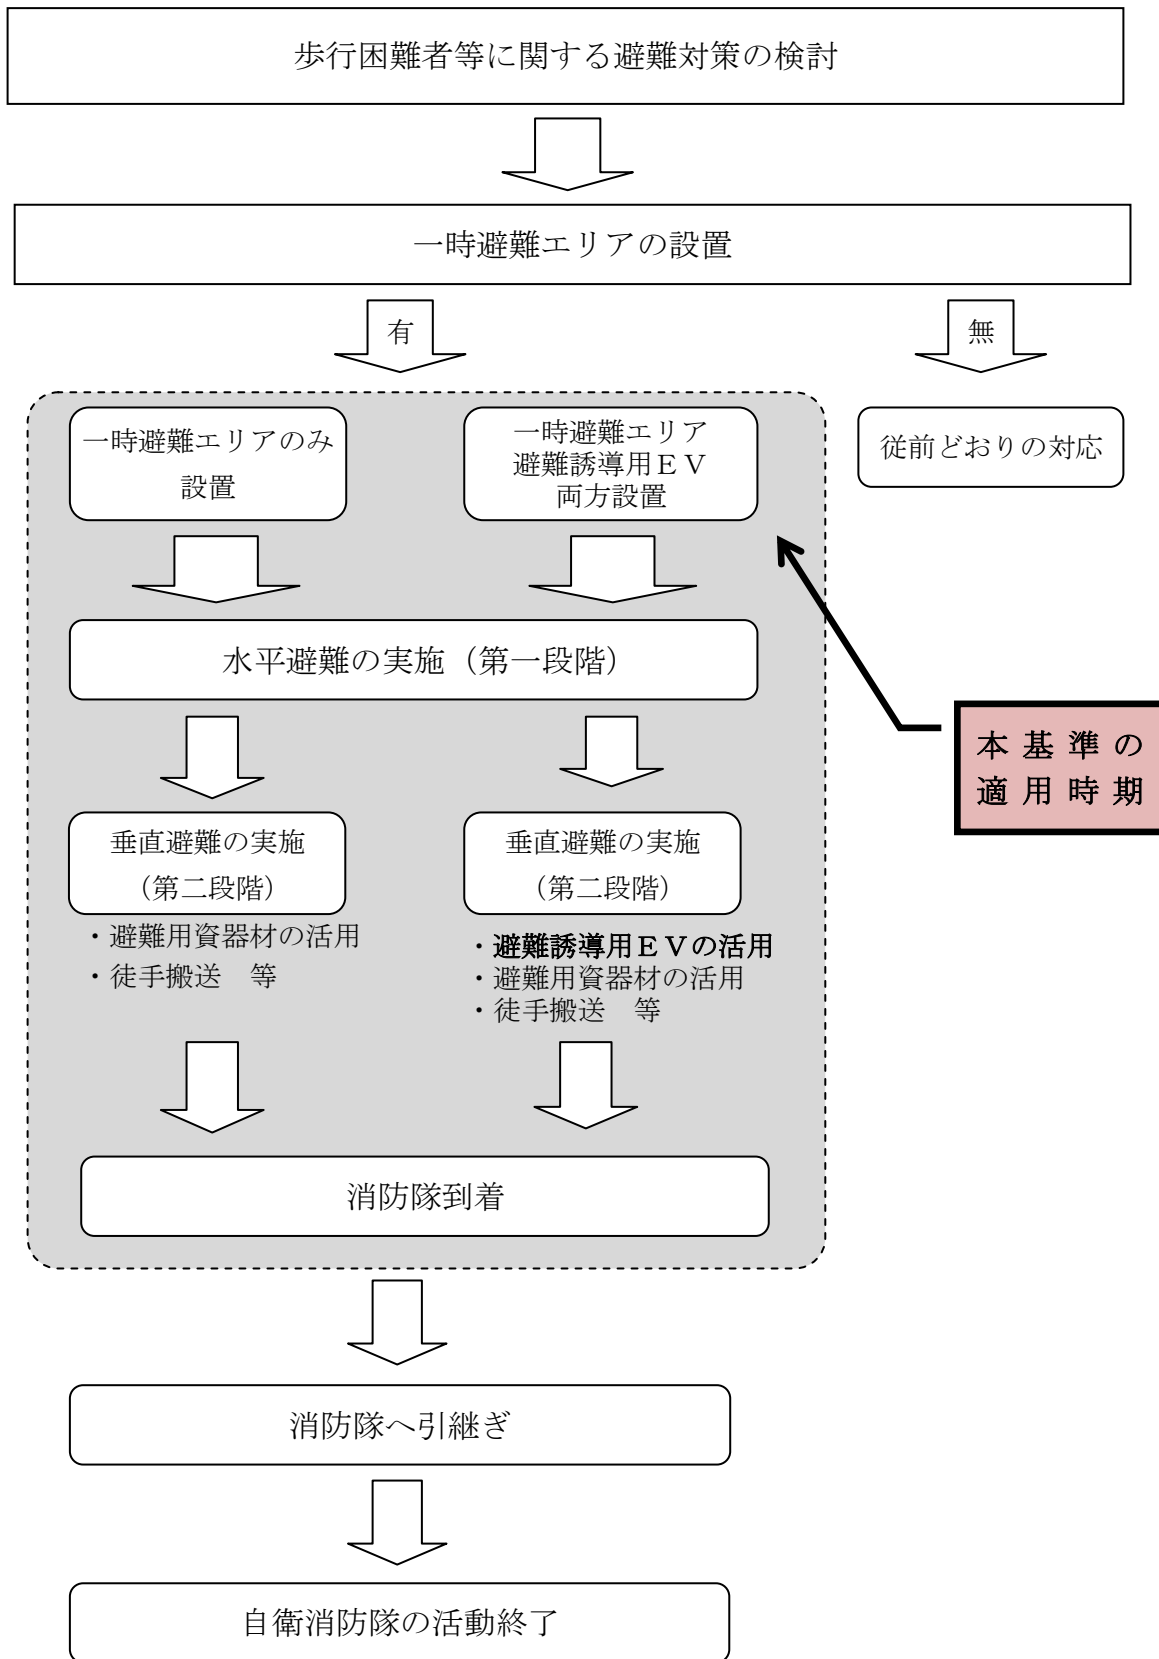 歩行困難者等に関する避難対策の検討
一時避難エリアの設置
有
無
一時避難エリアのみ
設置
一時避難エリア
避難誘導用ＥＶ
両方設置
従前どおりの対応
水平避難の実施（第一段階）
本基準の
適用時期
垂直避難の実施
（第二段階）
・避難用資器材の活用
・徒手搬送　等
垂直避難の実施
（第二段階）
・避難誘導用ＥＶの活用
・避難用資器材の活用
・徒手搬送　等
消防隊到着
消防隊へ引継ぎ
自衛消防隊の活動終了